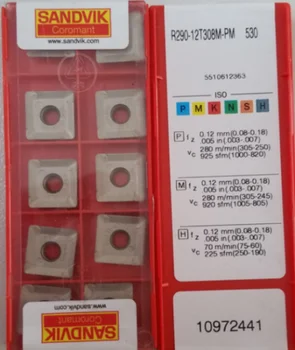 SANDVIK
Coromant
www.sandvik.com
R290-12T308M-PM 530
5510612363
ISO
P M K N S H
P fz 0.12 mm(0.08-0.18)
.005 in(.003-.007)
vc 280 m/min(305-250)
925 sfm(1000-820)
M fz 0.12 mm(0.08-0.18)
.005 in.(.003-.007)
vc 280 m/min(305-245)
920 sfm(1005-805)
H fz 0.12 mm(0.08-0.18)
.005 in.(.003-.007)
vc 70 m/min(75-60)
225 sfm(250-190)
10972441
www.sandvik.com
SANDVIK
Coromant